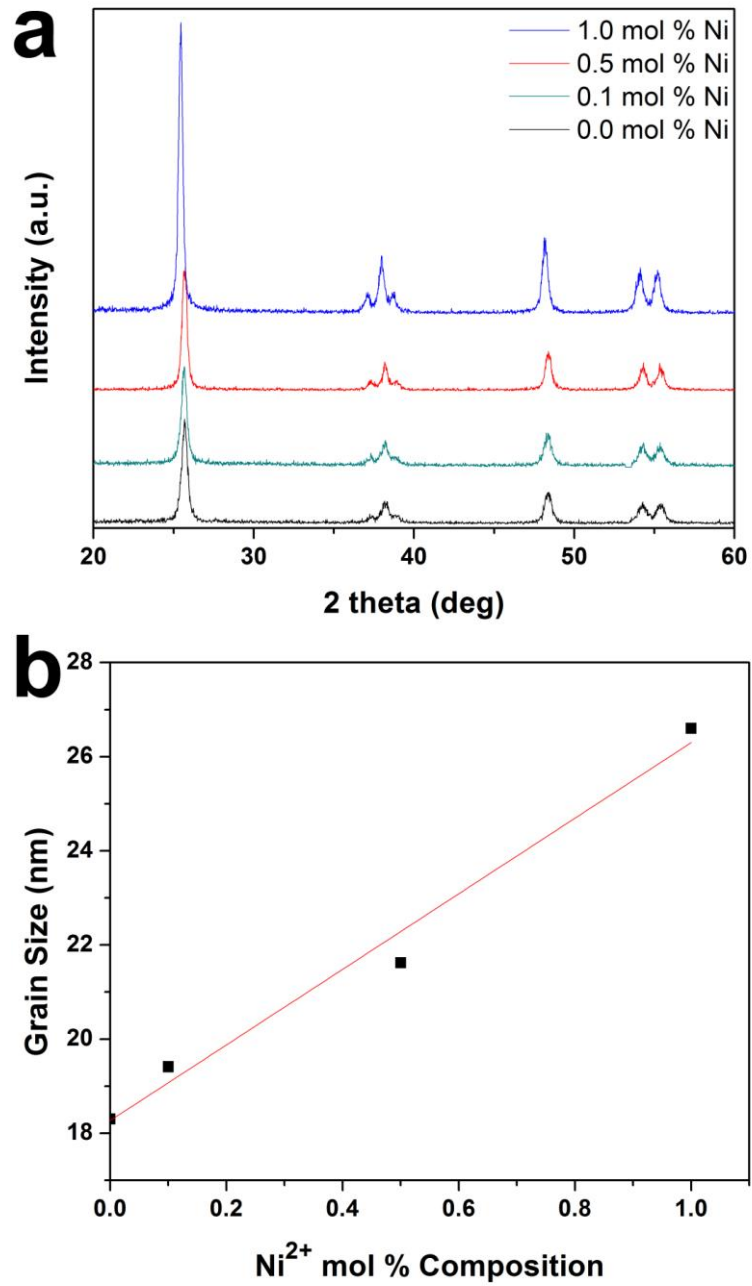 a
1.0 mol % Ni
0.5 mol % Ni
0.1 mol % Ni
0.0 mol % Ni
Intensity (a.u.)
20 30 40 50 60
2 theta (deg)
b
28
26
24
22
20
18
Grain Size (nm)
0.0 0.2 0.4 0.6 0.8 1.0
Ni²⁺ mol % Composition